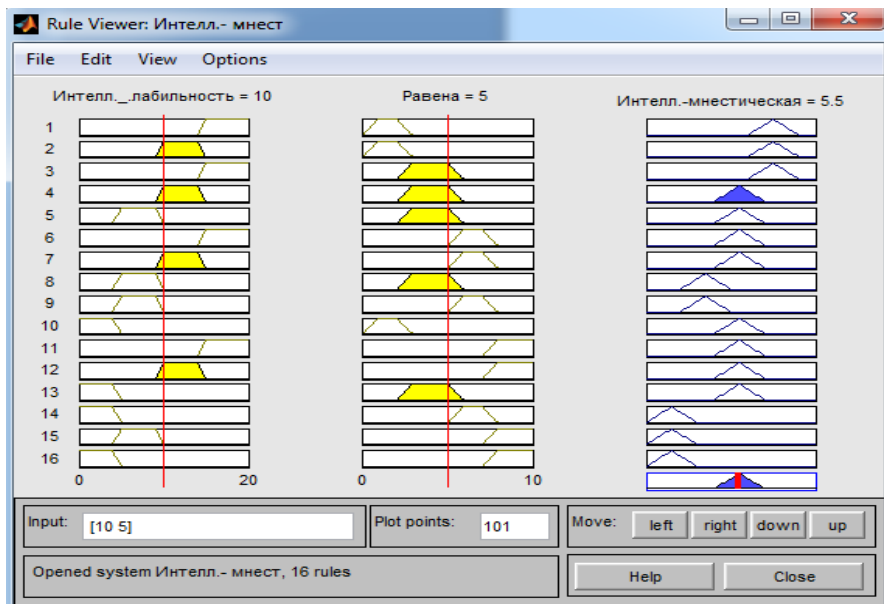 Rule Viewer: Интелл.- мнест
File Edit View Options
Интелл._.лабильность = 10
Равена = 5
Интелл.-мнестическая = 5.5
1
2
3
4
5
6
7
8
9
10
11
12
13
14
15
16
0 20
0 10
Input: [10 5]
Plot points: 101
Move: left right down up
Opened system Интелл.- мнест, 16 rules
Help Close